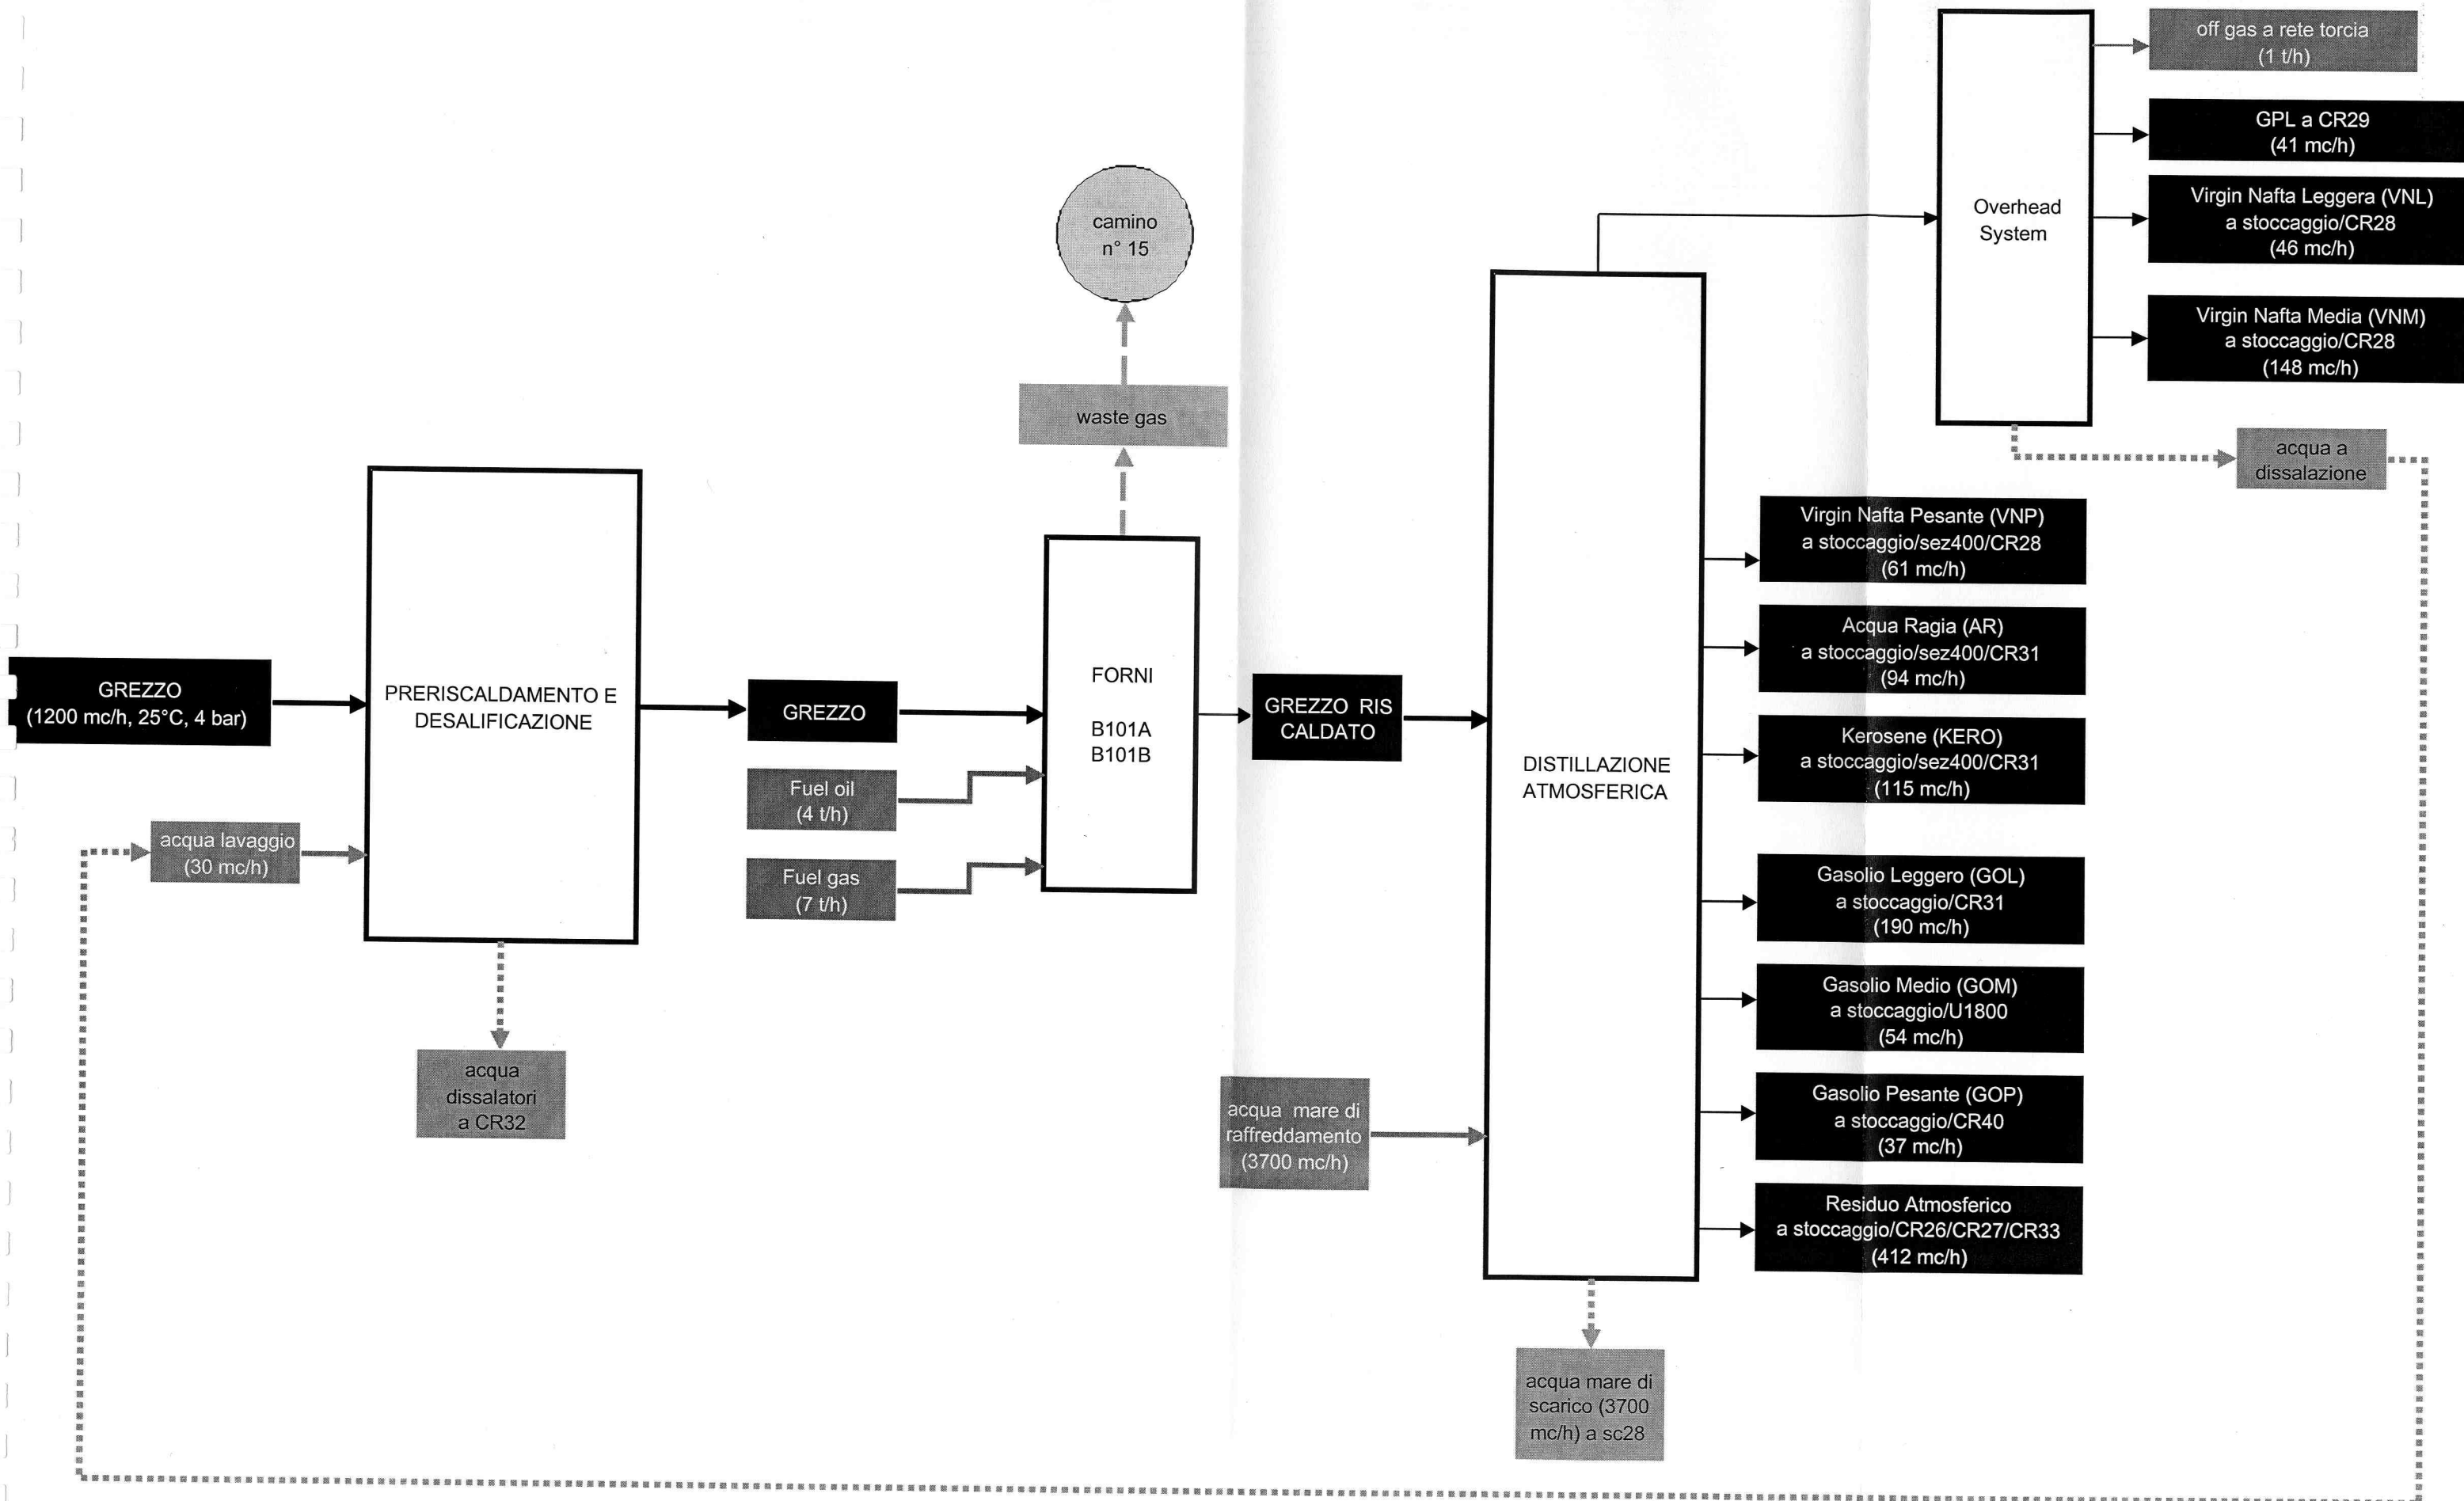 off gas a rete torcia
(1 t/h)
GPL a CR29
(41 mc/h)
Virgin Nafta Leggera (VNL)
a stoccaggio/CR28
(46 mc/h)
Overhead
System
camino
n° 15
Virgin Nafta Media (VNM)
a stoccaggio/CR28
(148 mc/h)
waste gas
acqua a
dissalazione
Virgin Nafta Pesante (VNP)
a stoccaggio/sez400/CR28
(61 mc/h)
Acqua Ragia (AR)
a stoccaggio/sez400/CR31
(94 mc/h)
GREZZO
(1200 mc/h, 25°C, 4 bar)
PRERISCALDAMENTO E
DESALIFICAZIONE
GREZZO
FORNI
B101A
B101B
GREZZO RIS
CALDATO
Kerosene (KERO)
a stoccaggio/sez400/CR31
(115 mc/h)
DISTILLAZIONE
ATMOSFERICA
Fuel oil
(4 t/h)
acqua lavaggio
(30 mc/h)
Fuel gas
(7 t/h)
Gasolio Leggero (GOL)
a stoccaggio/CR31
(190 mc/h)
Gasolio Medio (GOM)
a stoccaggio/U1800
(54 mc/h)
acqua
dissalatori
a CR32
acqua mare di
raffreddamento
(3700 mc/h)
Gasolio Pesante (GOP)
a stoccaggio/CR40
(37 mc/h)
Residuo Atmosferico
a stoccaggio/CR26/CR27/CR33
(412 mc/h)
acqua mare di
scarico (3700
mc/h) a sc28